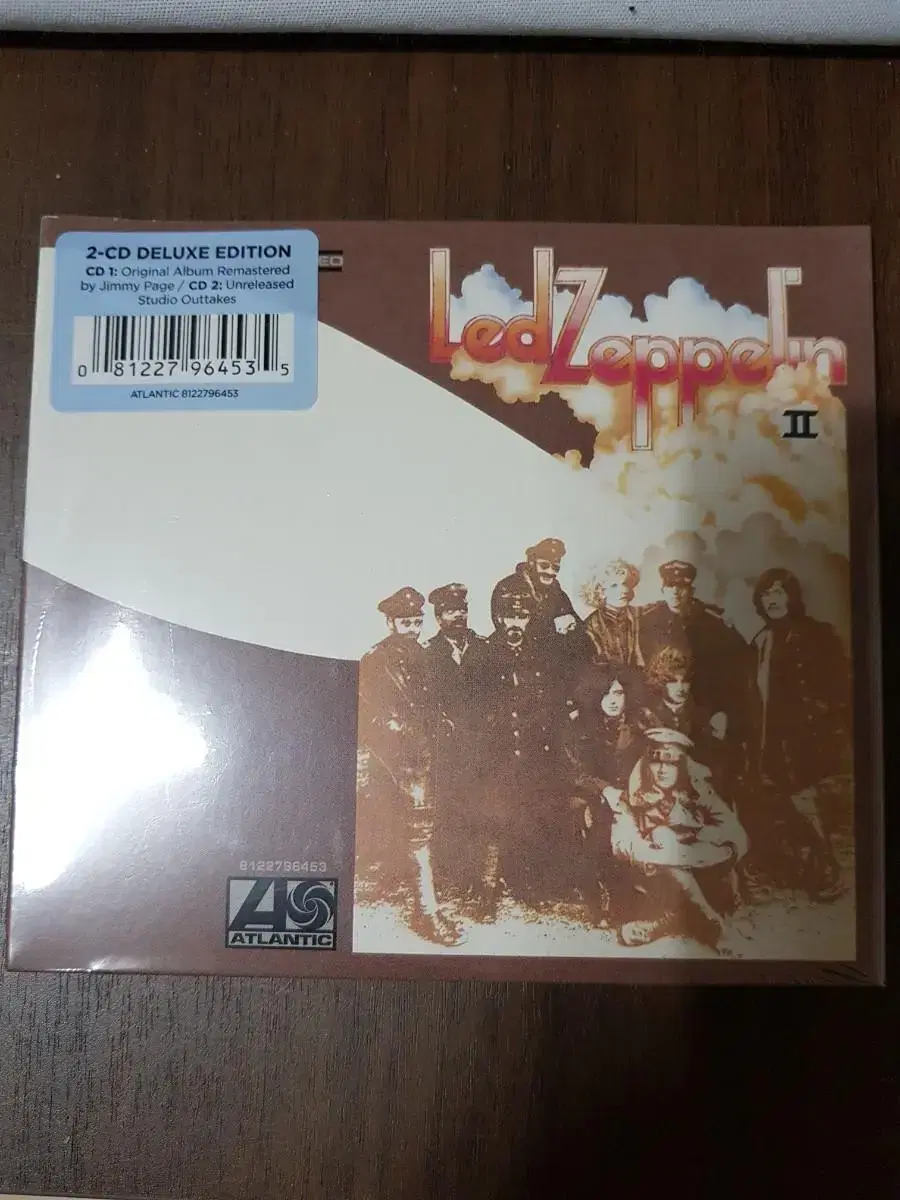 2-CD DELUXE EDITION
CD 1: Original Album Remastered
by Jimmy Page / CD 2: Unreleased
Studio Outtakes
0 81227 96453 5
ATLANTIC 8122796453
Led Zeppelin
II
8122796453
ATLANTIC